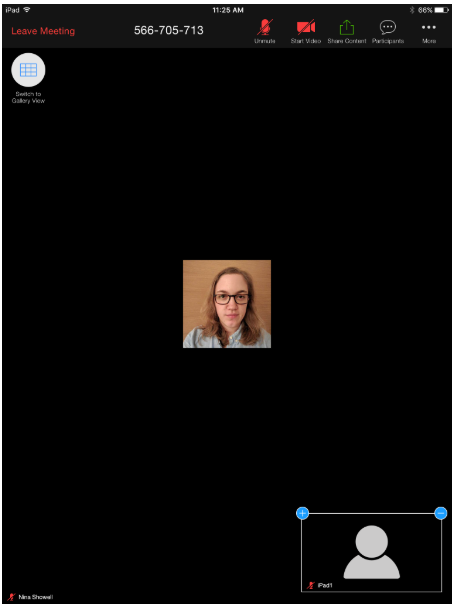 iPad 11:25 AM 66%
Leave Meeting 566-705-713
Unmute Start Video Share Content Participants More
Switch to
Gallery View
iPad1
Nina Showell